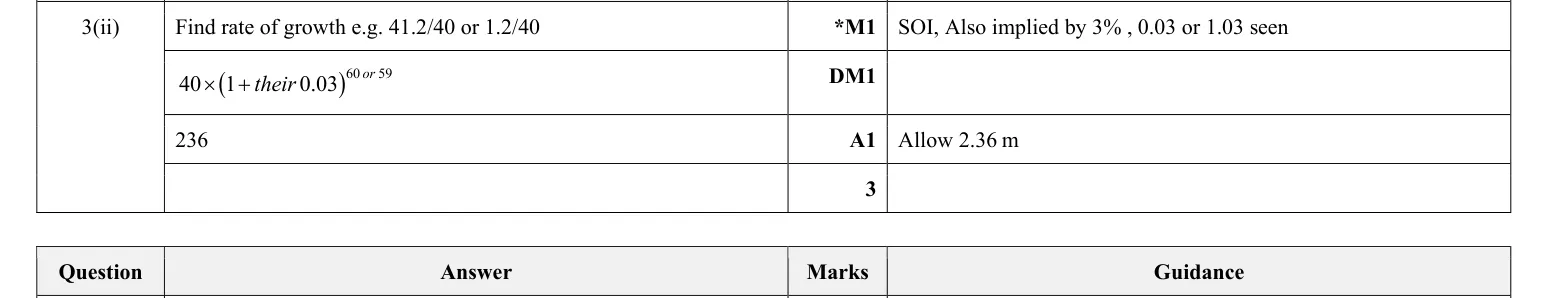 3(ii) Find rate of growth e.g. 41.2/40 or 1.2/40 *M1 SOI, Also implied by 3% , 0.03 or 1.03 seen
40×(1+ their 0.03)^60 or 59 DM1
236 A1 Allow 2.36 m
3
Question Answer Marks Guidance